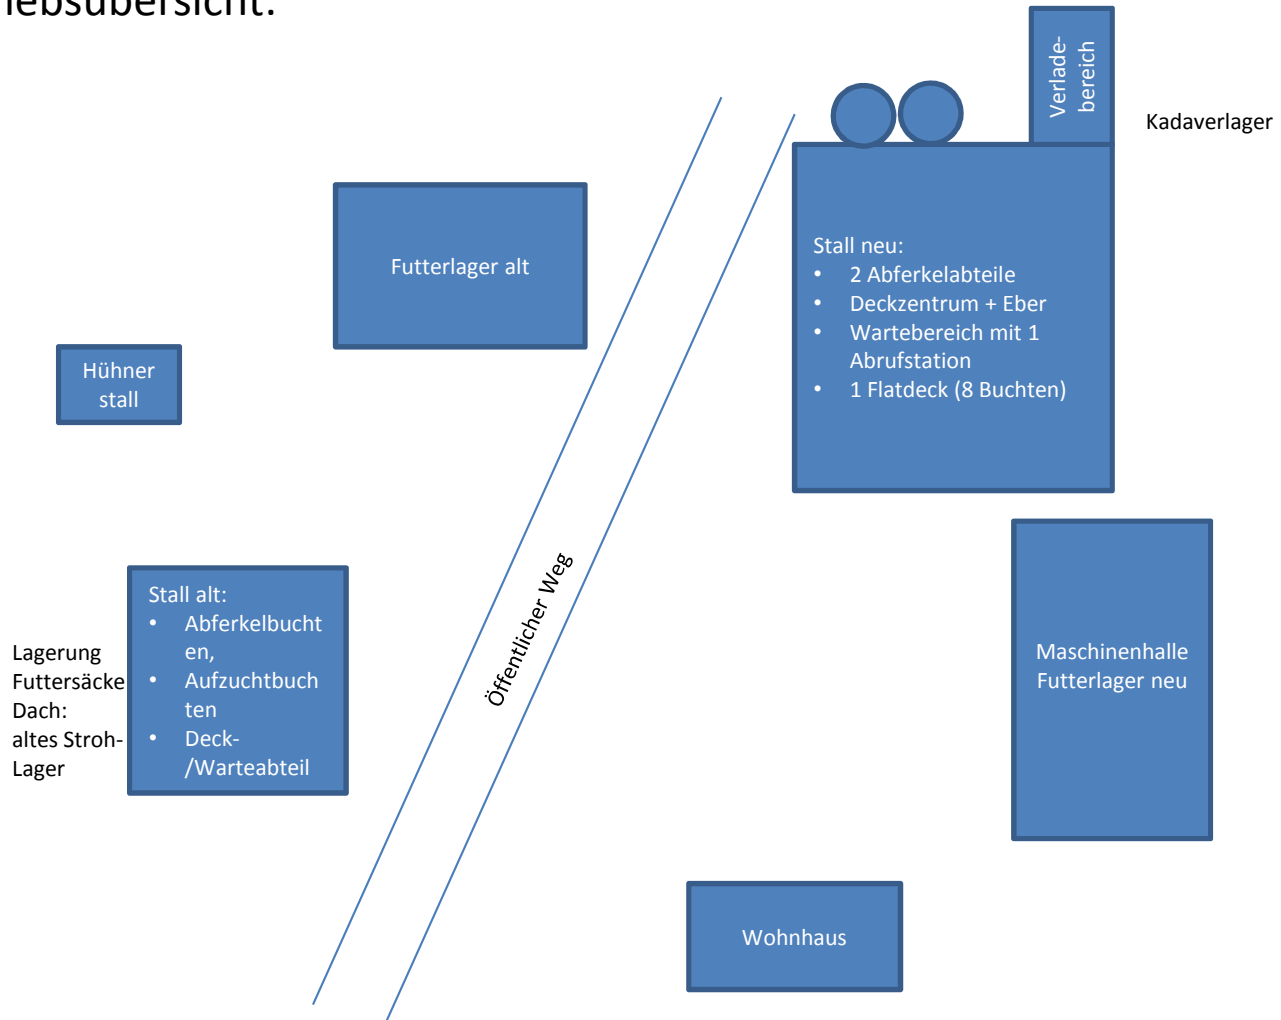 iebsübersicht:
Verlade-
bereich
Kadaverlager
Futterlager alt
Stall neu:
• 2 Abferkelabteile
• Deckzentrum + Eber
• Wartebereich mit 1
Abrufstation
• 1 Flatdeck (8 Buchten)
Hühner
stall
Öffentlicher Weg
Stall alt:
• Abferkelbucht
en,
• Aufzuchtbuch
ten
• Deck-
/Warteabteil
Lagerung
Futtersäcke
Dach:
altes Stroh-
Lager
Maschinenhalle
Futterlager neu
Wohnhaus